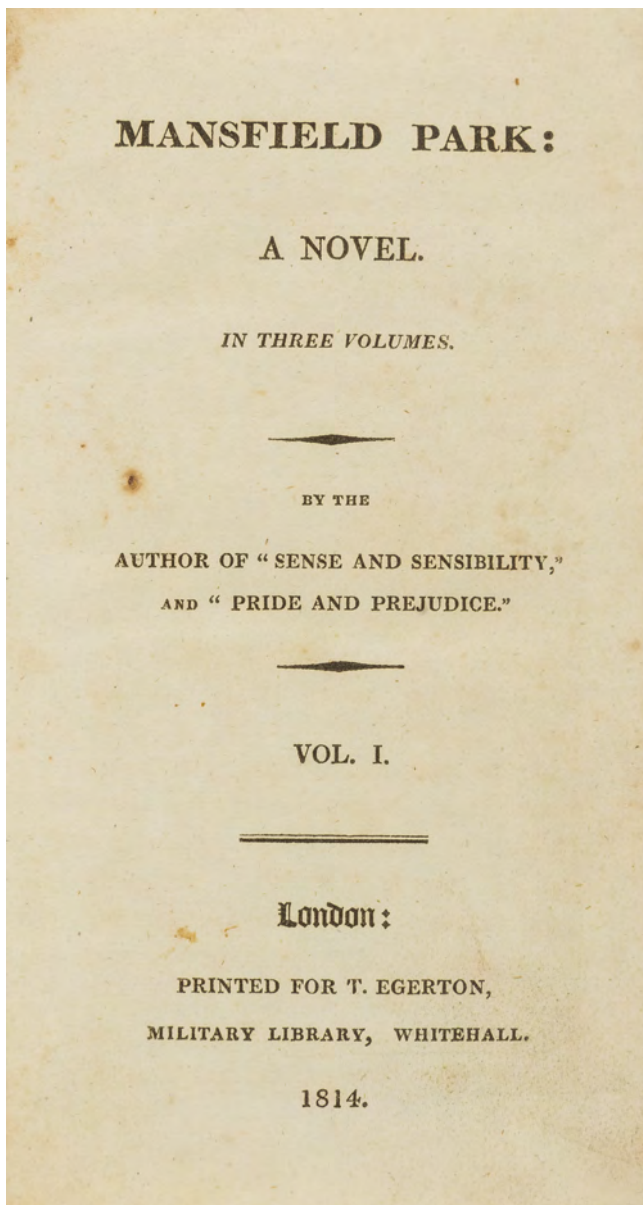 MANSFIELD PARK:
A NOVEL.
IN THREE VOLUMES.
BY THE
AUTHOR OF “ SENSE AND SENSIBILITY,”
AND “ PRIDE AND PREJUDICE.”
VOL. I.
London:
PRINTED FOR T. EGERTON,
MILITARY LIBRARY, WHITEHALL.
1814.